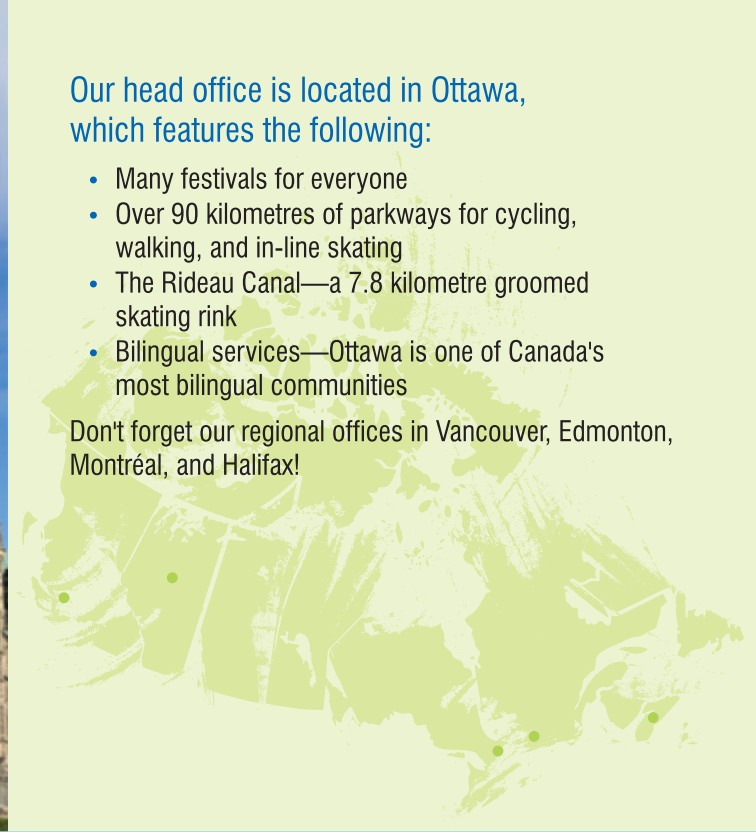 Our head office is located in Ottawa,
which features the following:
• Many festivals for everyone
• Over 90 kilometres of parkways for cycling,
walking, and in-line skating
• The Rideau Canal—a 7.8 kilometre groomed
skating rink
• Bilingual services—Ottawa is one of Canada's
most bilingual communities
Don't forget our regional offices in Vancouver, Edmonton,
Montréal, and Halifax!